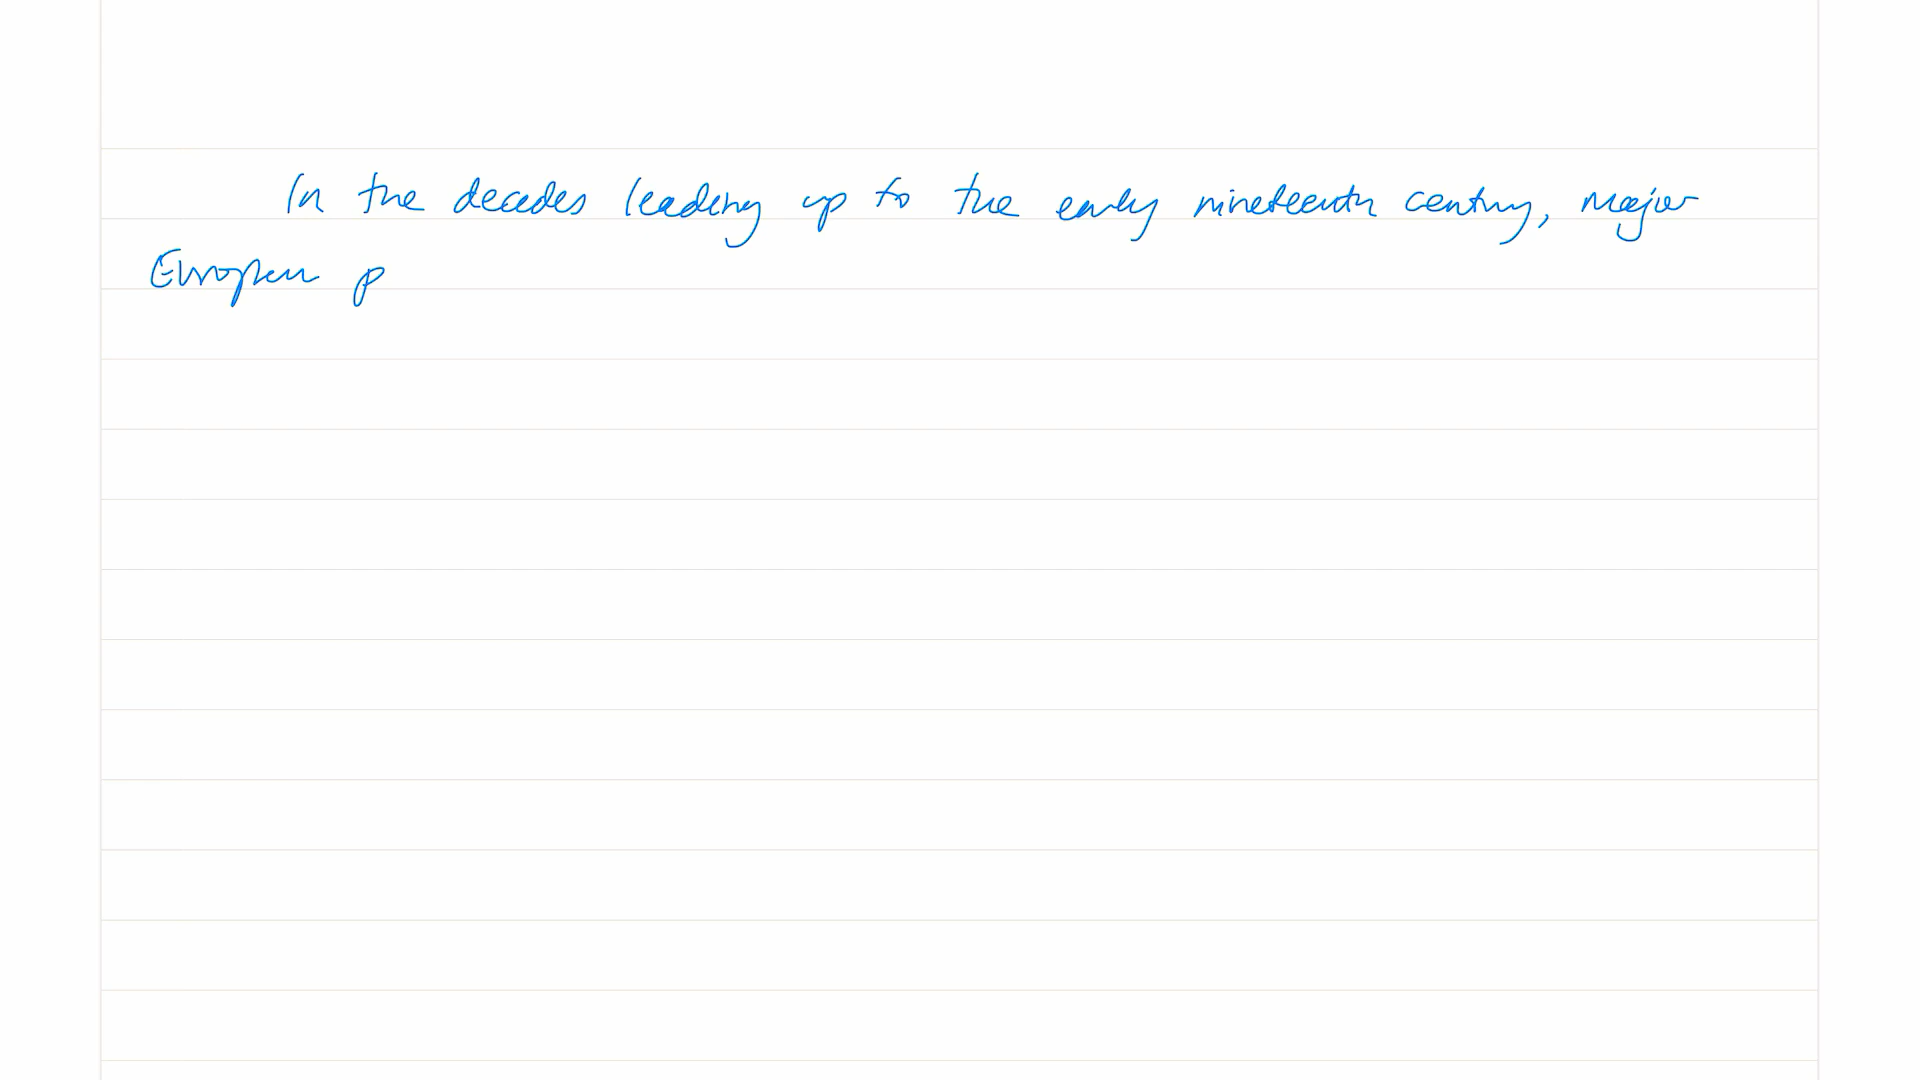 In the decades leading up to the early nineteenth century, major
European p